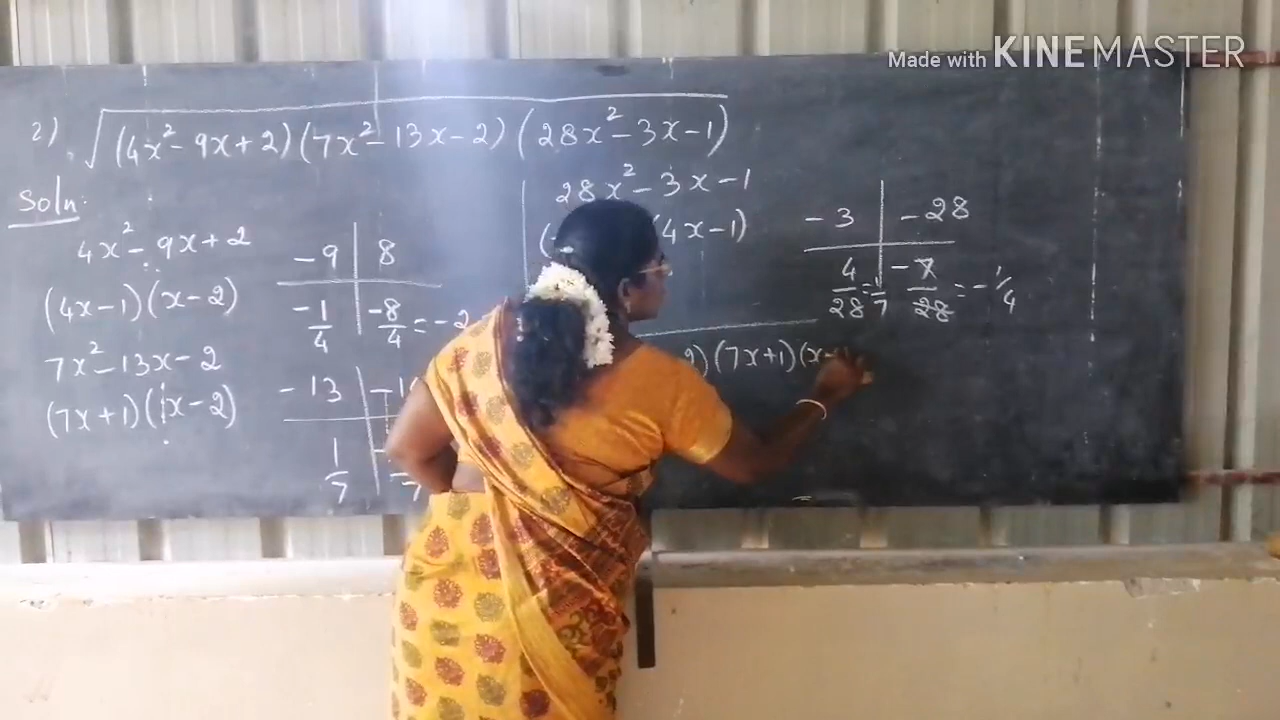 Made with KINEMASTER
2) √(4x² - 9x + 2) (7x² - 13x - 2) (28x² - 3x - 1)
Soln.
4x² - 9x + 2
(4x - 1) (x - 2)
7x² - 13x - 2
(7x + 1) (x - 2)
-9 | 8
-1/4 | -8/4 = -2
-13 |
1/7 |
28x² - 3x - 1
4x - 1)
-3 | -28
4/28 = 1/7 | -7/28 = -1/4
2) (7x + 1) (x